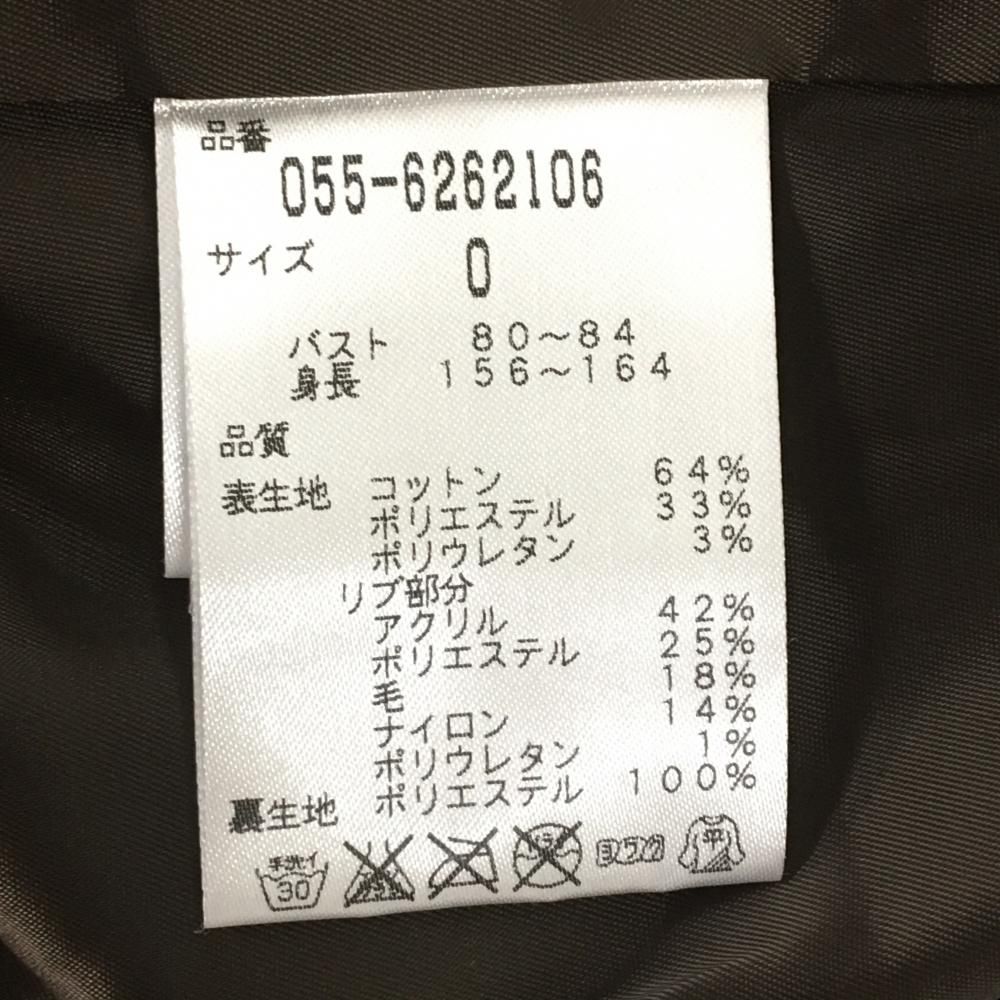 品番
055-6262106
サイズ 0
バスト 80～84
身長 156～164
品質
表生地 コットン 64%
ポリエステル 33%
ポリウレタン 3%
リブ部分
アクリル 42%
ポリエステル 25%
毛 18%
ナイロン 14%
ポリウレタン 1%
裏生地 ポリエステル 100%
手洗イ 30 ヨワク 平